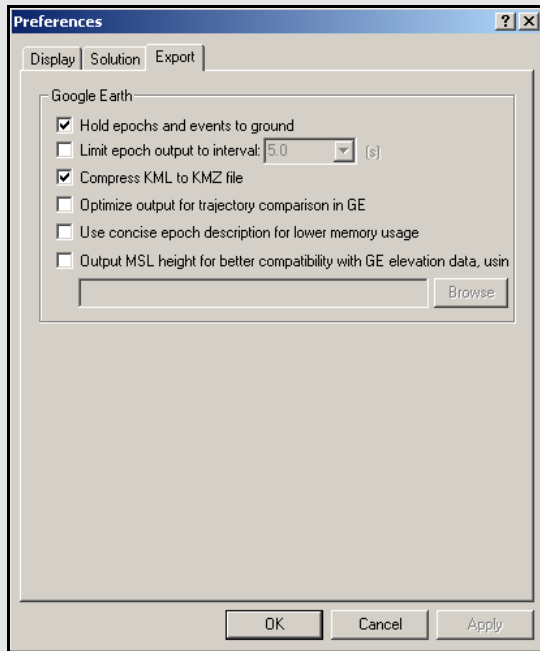 Preferences
Display Solution Export
Google Earth
Hold epochs and events to ground
Limit epoch output to interval: 5.0 (s)
Compress KML to KMZ file
Optimize output for trajectory comparison in GE
Use concise epoch description for lower memory usage
Output MSL height for better compatibility with GE elevation data, usin
Browse
OK Cancel Apply